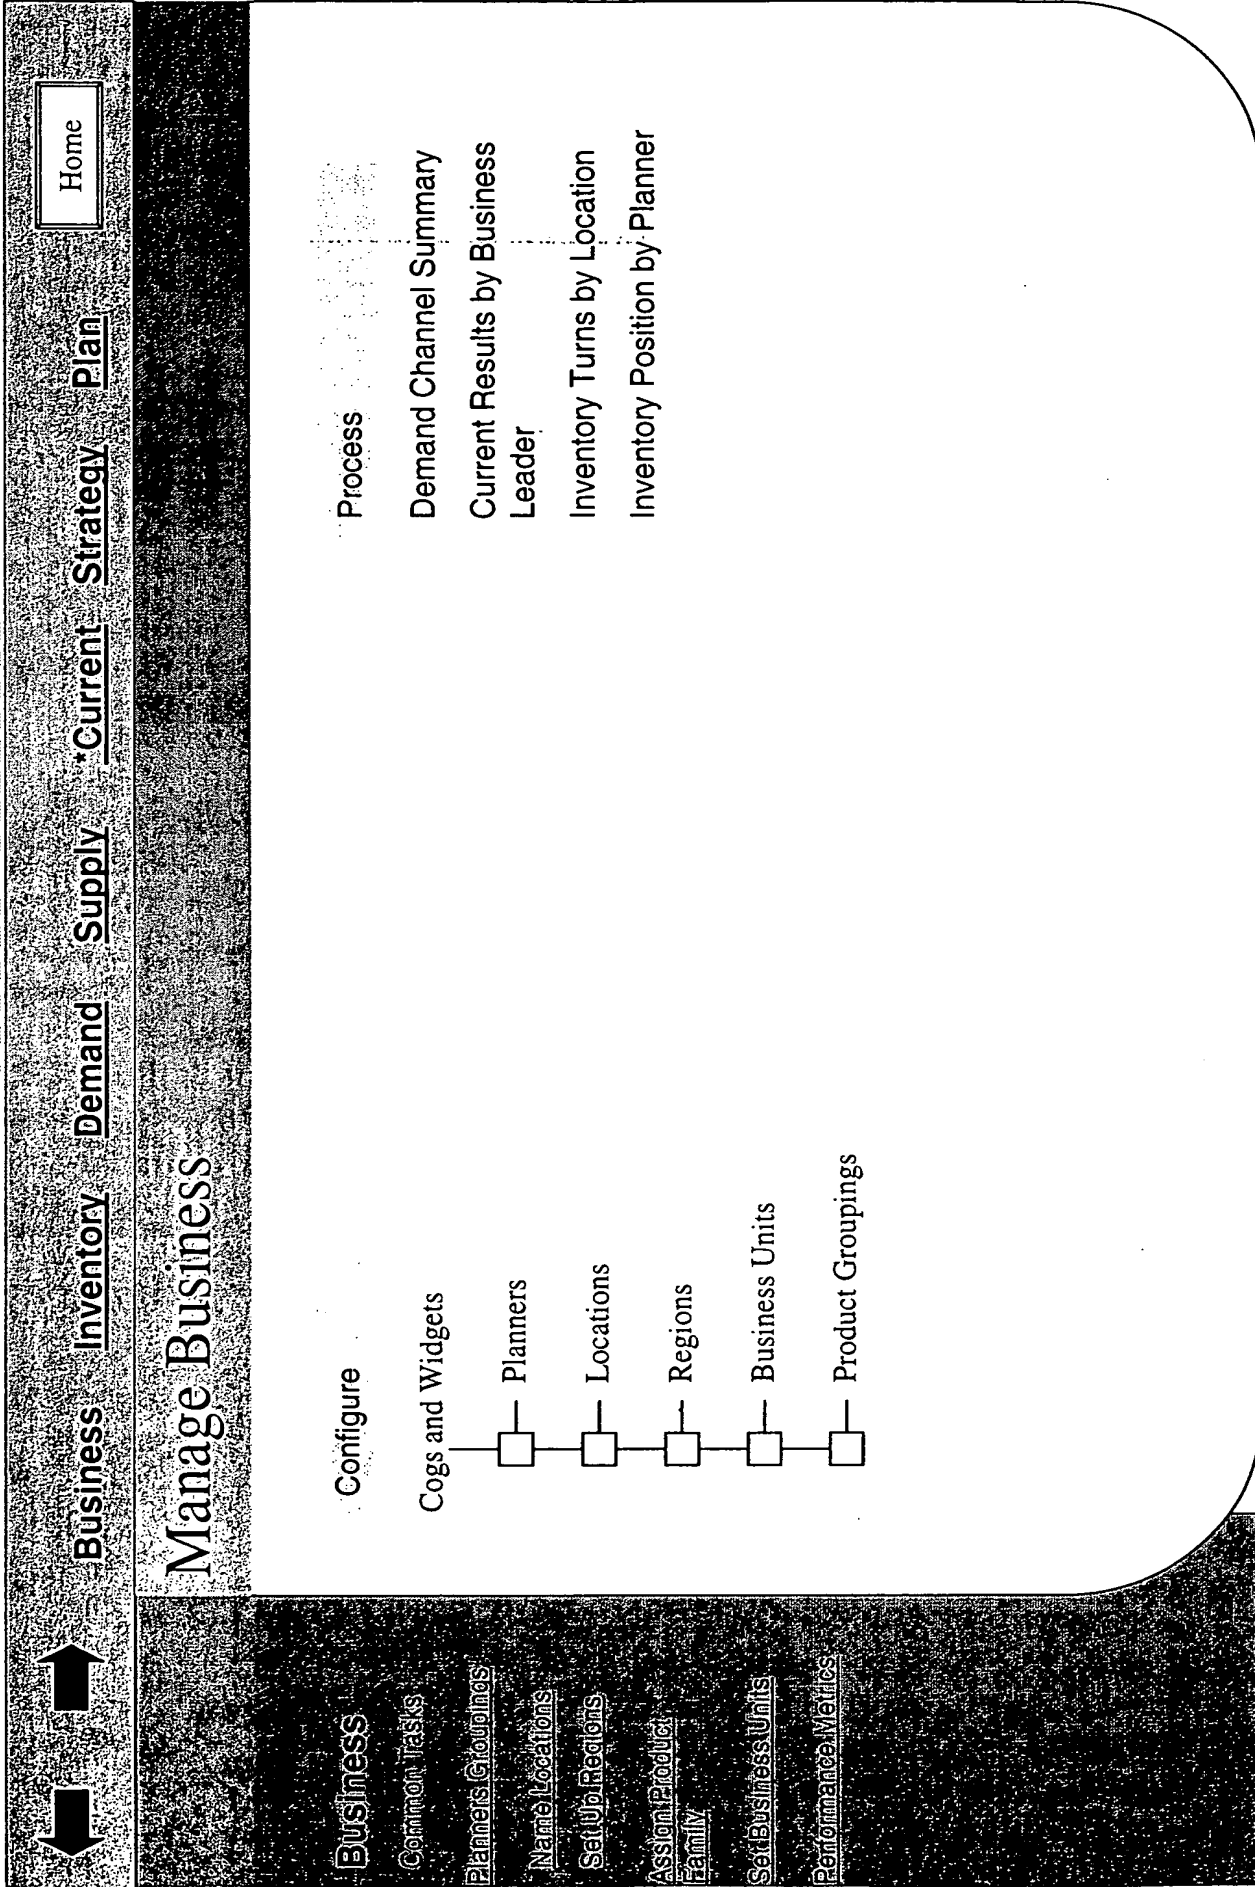 Business Inventory Demand Supply *Current Strategy Plan
Home
Manage Business
Business
Common Tasks
Planners Groupings
Name Locations
Set Up Regions
Assign Product
Family
Set Business Units
Performance Metrics
Configure
Cogs and Widgets
Planners
Locations
Regions
Business Units
Product Groupings
Process
Demand Channel Summary
Current Results by Business
Leader
Inventory Turns by Location
Inventory Position by Planner